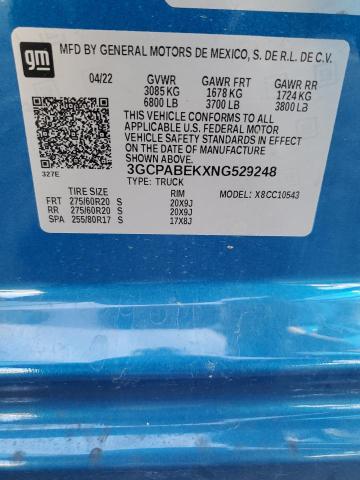 gm MFD BY GENERAL MOTORS DE MEXICO, S. DE R.L. DE C.V.
04/22 GVWR GAWR FRT GAWR RR
3085 KG 1678 KG 1724 KG
6800 LB 3700 LB 3800 LB
THIS VEHICLE CONFORMS TO ALL
APPLICABLE U.S. FEDERAL MOTOR
VEHICLE SAFETY STANDARDS IN
EFFECT ON THE DATE OF
MANUFACTURE SHOWN ABOVE.
3GCPABEKXNG529248
327E TYPE: TRUCK
TIRE SIZE RIM MODEL: X8CC10543
FRT 275/60R20 S 20X9J
RR 275/60R20 S 20X9J
SPA 255/80R17 S 17X8J